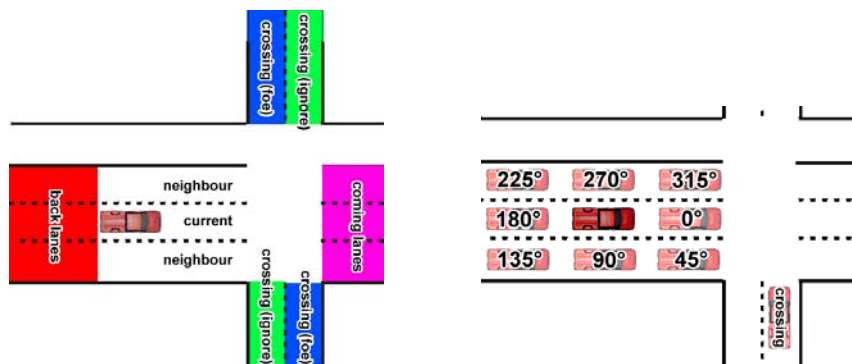 crossing (foe)
crossing (ignore)
back lanes
neighbour
current
neighbour
coming lanes
crossing (ignore)
crossing (foe)
225°
270°
315°
180°
0°
135°
90°
45°
crossing